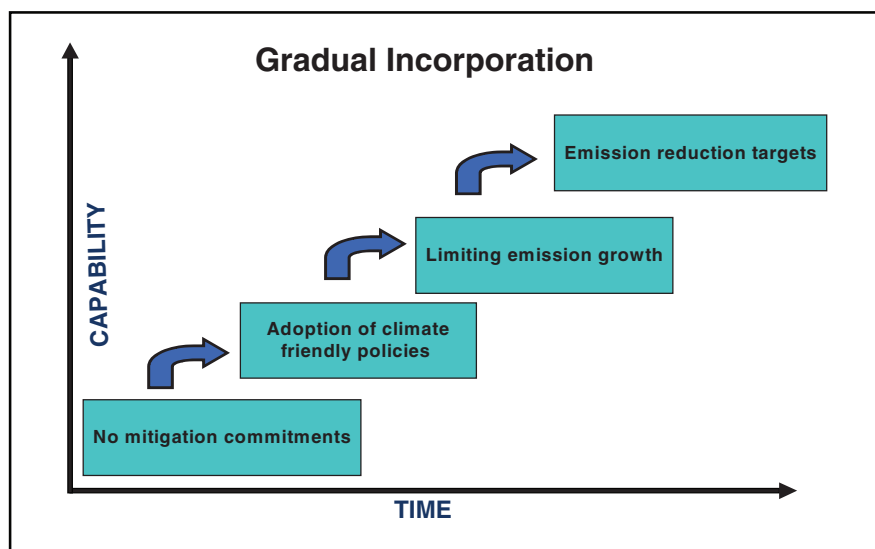 Gradual Incorporation
Emission reduction targets
Limiting emission growth
Adoption of climate
friendly policies
No mitigation commitments
CAPABILITY
TIME